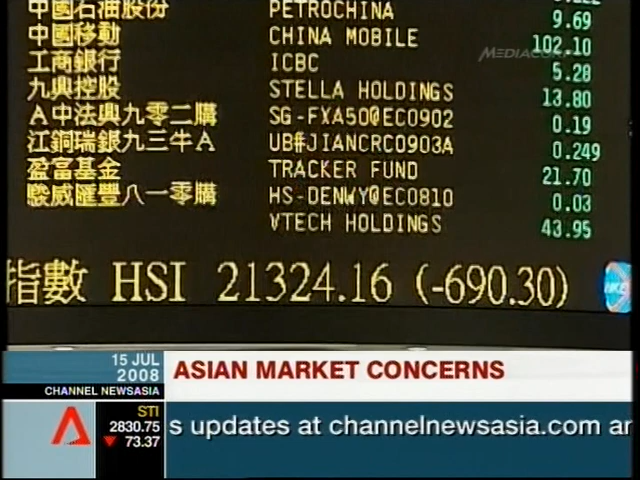 中國石油股份 PETROCHINA 9.69
中國移動 CHINA MOBILE 102.10
工商銀行 ICBC 5.28
九興控股 STELLA HOLDINGS 13.80
A中法興九零二購 SG-FXA50@EC0902 0.19
江銅瑞銀九三牛A UB#JIANCRC0903A 0.249
盈富基金 TRACKER FUND 21.70
駿威匯豐八一零購 HS-DENWY@EC0810 0.03
VTECH HOLDINGS 43.95
指數 HSI 21324.16 (-690.30)
MEDIACORP
15 JUL
2008
ASIAN MARKET CONCERNS
CHANNEL NEWSASIA
STI
2830.75
▼ 73.37
s updates at channelnewsasia.com ar